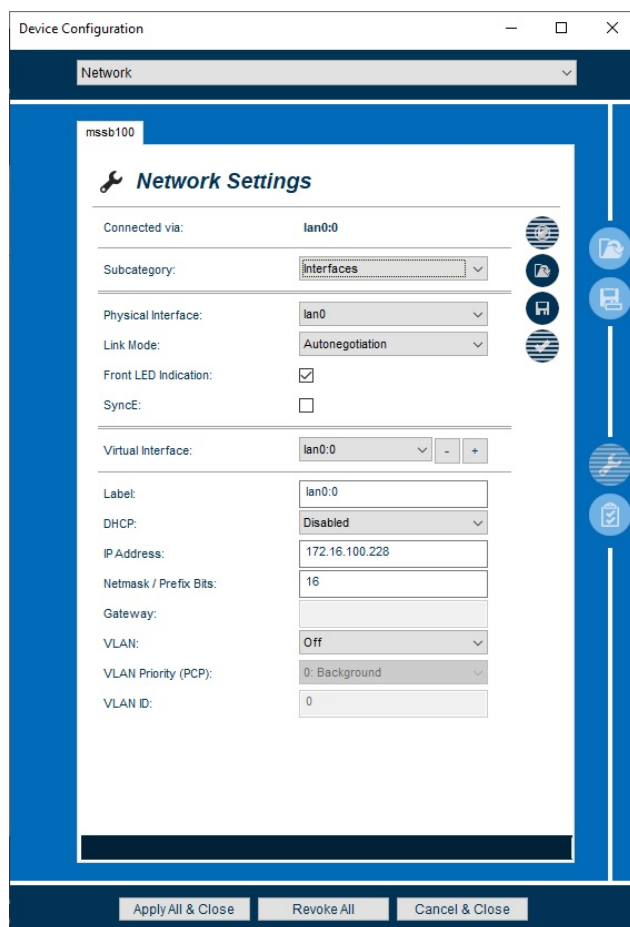 Device Configuration
Network
mssb100
Network Settings
Connected via: lan0:0
Subcategory: Interfaces
Physical Interface: lan0
Link Mode: Autonegotiation
Front LED Indication:
SyncE:
Virtual Interface: lan0:0 - +
Label: lan0:0
DHCP: Disabled
IP Address: 172.16.100.228
Netmask / Prefix Bits: 16
Gateway:
VLAN: Off
VLAN Priority (PCP): 0: Background
VLAN ID: 0
Apply All & Close Revoke All Cancel & Close